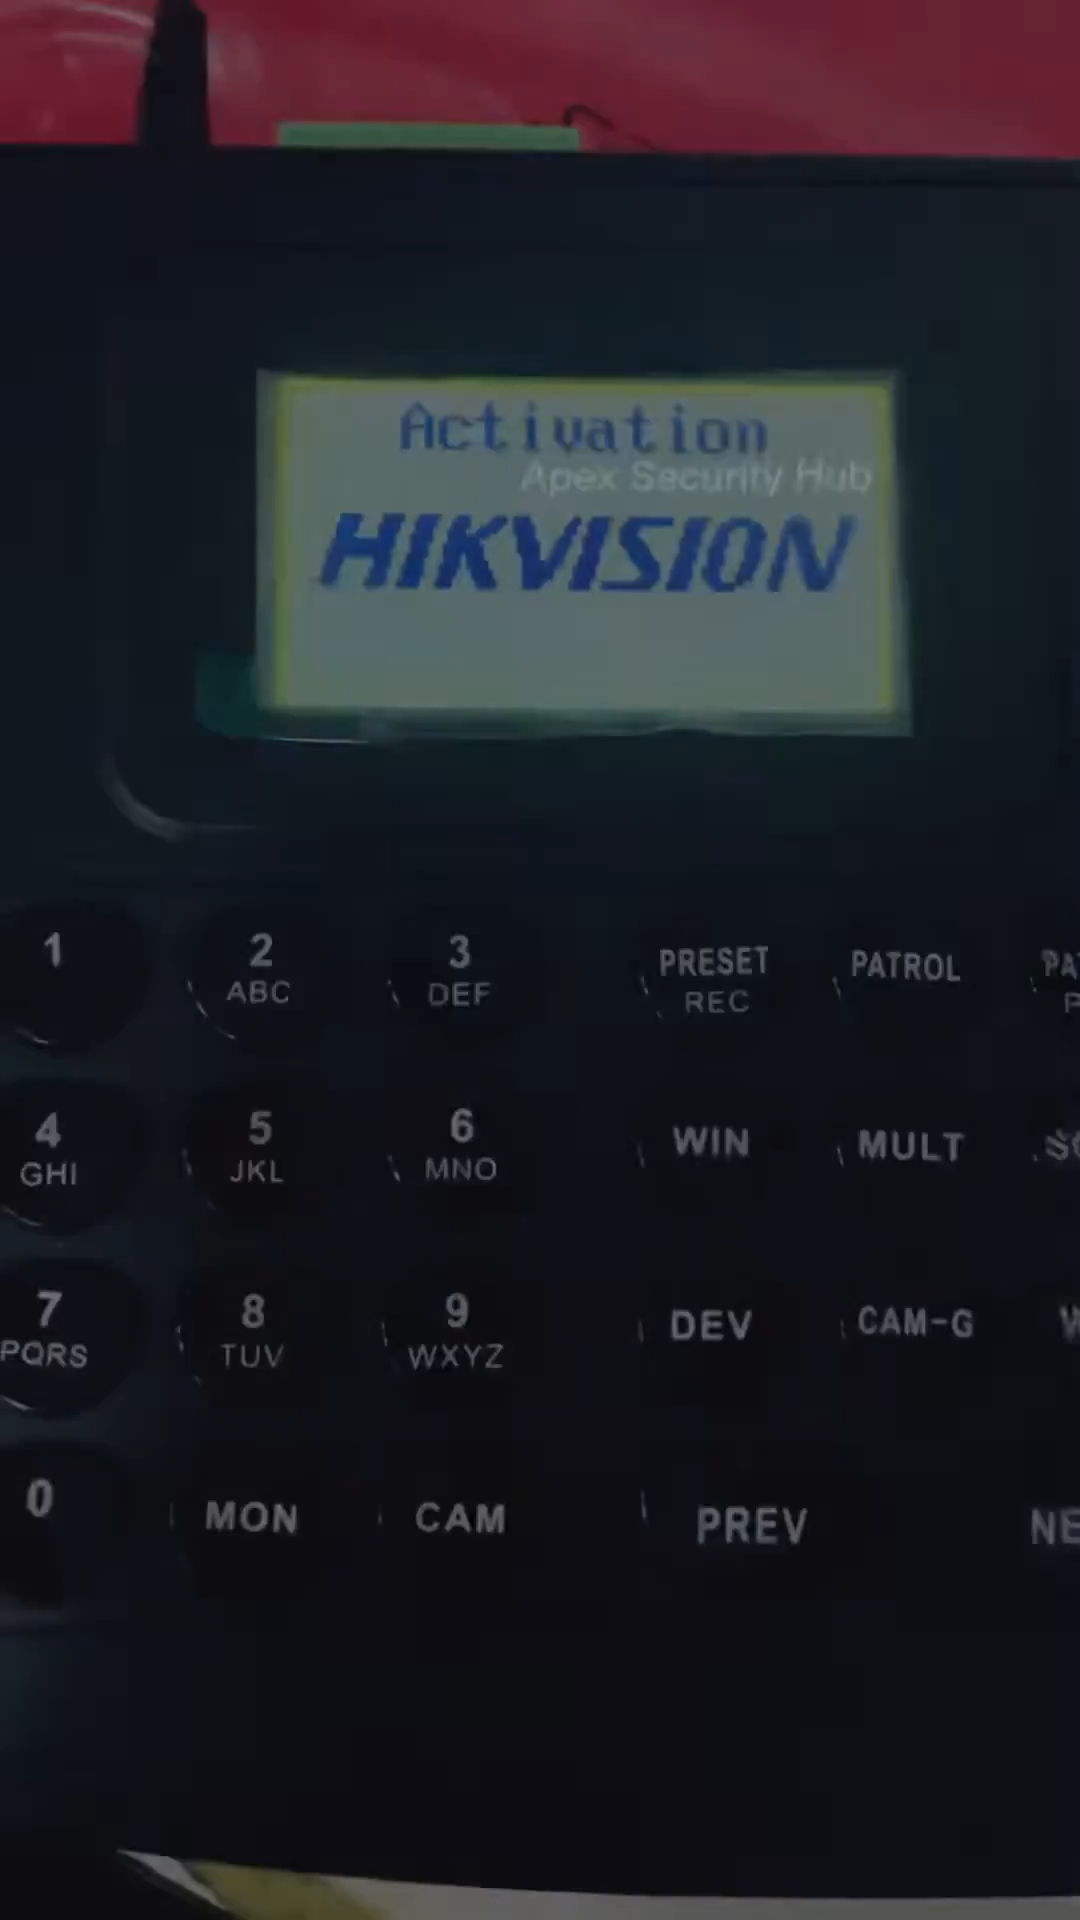 Activation
Apex Security Hub
HIKVISION
1
2
3
PRESET
PATROL
ABC
DEF
REC
4
5
6
WIN
MULT
GHI
JKL
MNO
7
8
9
DEV
CAM-G
PQRS
TUV
WXYZ
0
MON
CAM
PREV